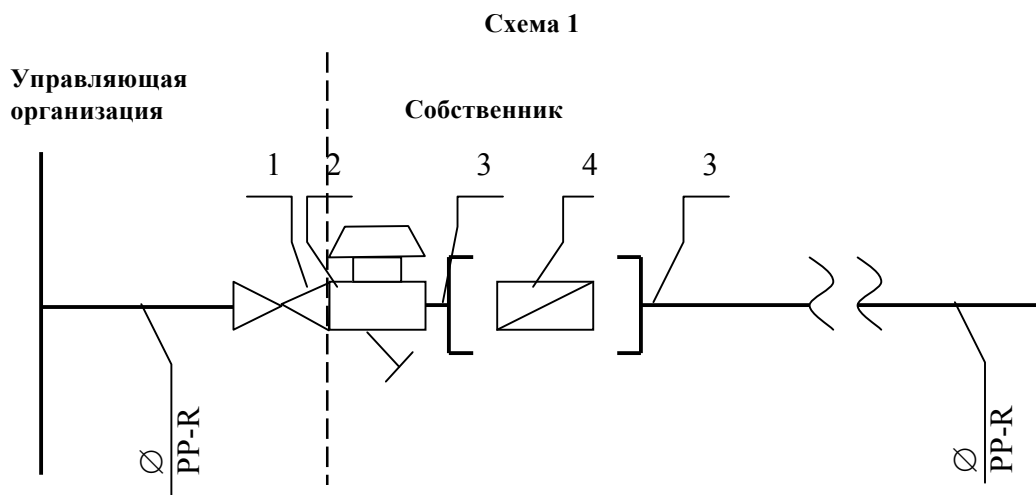 Схема 1
Управляющая
организация
Собственник
1 2 3 4 3
∅
PP-R
∅
PP-R